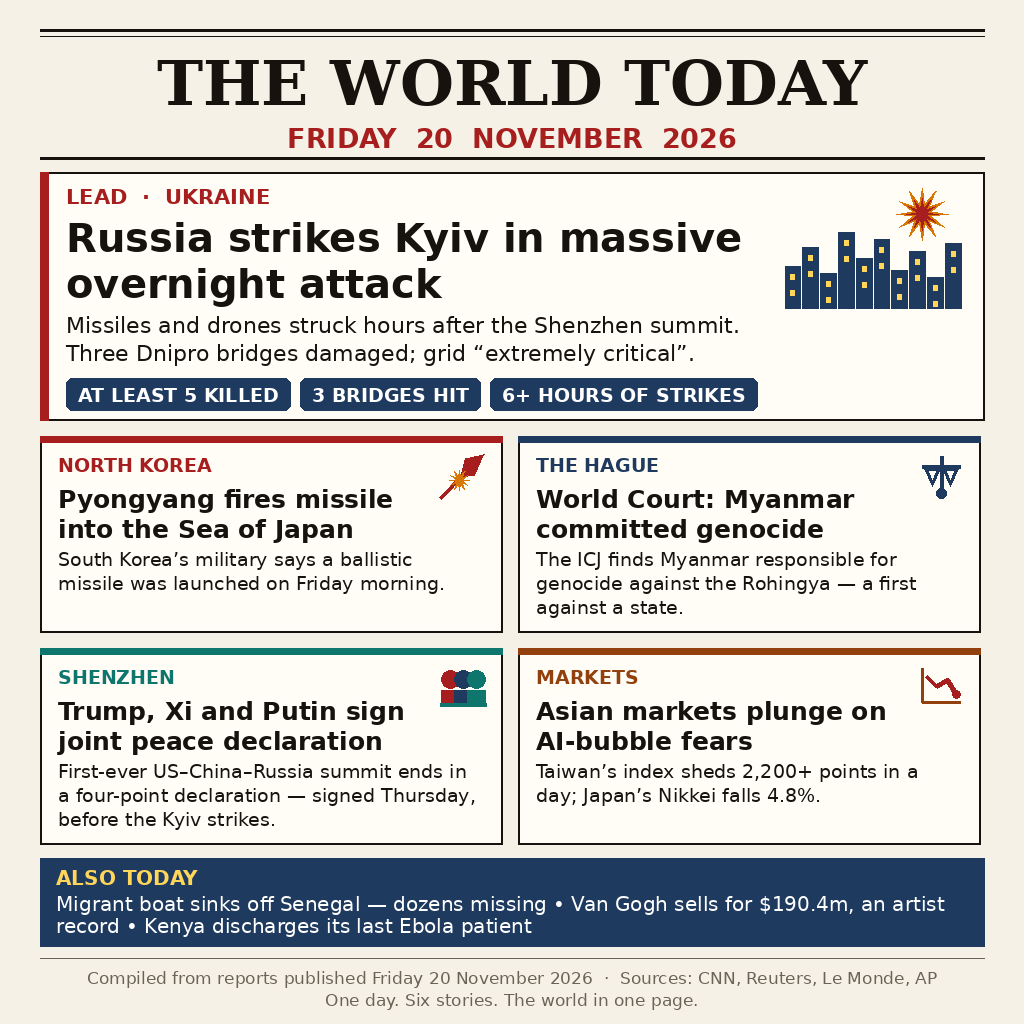 THE WORLD TODAY
FRIDAY 20 NOVEMBER 2026
LEAD · UKRAINE
Russia strikes Kyiv in massive
overnight attack
Missiles and drones struck hours after the Shenzhen summit.
Three Dnipro bridges damaged; grid “extremely critical”.
AT LEAST 5 KILLED
3 BRIDGES HIT
6+ HOURS OF STRIKES
NORTH KOREA
Pyongyang fires missile
into the Sea of Japan
South Korea’s military says a ballistic
missile was launched on Friday morning.
THE HAGUE
World Court: Myanmar
committed genocide
The ICJ finds Myanmar responsible for
genocide against the Rohingya — a first
against a state.
SHENZHEN
Trump, Xi and Putin sign
joint peace declaration
First-ever US–China–Russia summit ends in
a four-point declaration — signed Thursday,
before the Kyiv strikes.
MARKETS
Asian markets plunge on
AI-bubble fears
Taiwan’s index sheds 2,200+ points in a
day; Japan’s Nikkei falls 4.8%.
ALSO TODAY
Migrant boat sinks off Senegal — dozens missing • Van Gogh sells for $190.4m, an artist
record • Kenya discharges its last Ebola patient
Compiled from reports published Friday 20 November 2026 · Sources: CNN, Reuters, Le Monde, AP
One day. Six stories. The world in one page.